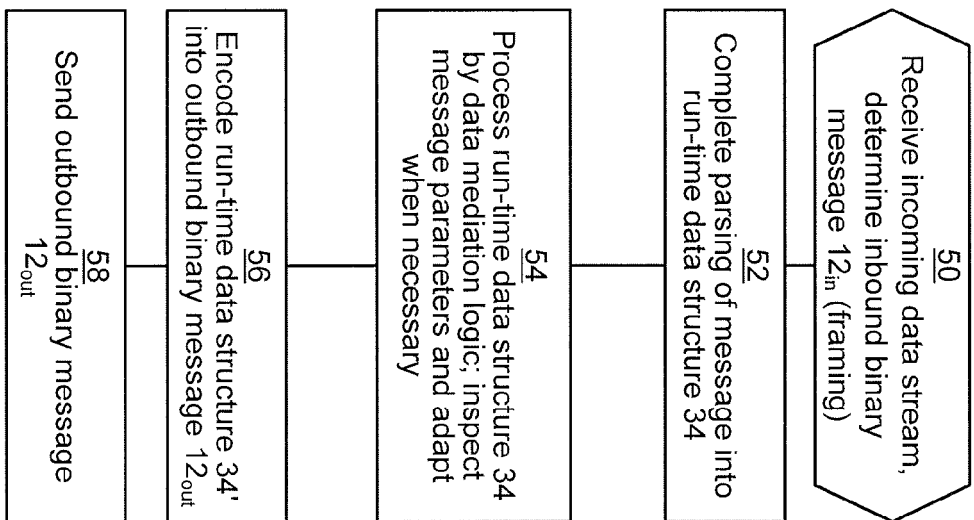 50
Receive incoming data stream,
determine inbound binary
message 12in (framing)
52
Complete parsing of message into
run-time data structure 34
54
Process run-time data structure 34
by data mediation logic; inspect
message parameters and adapt
when necessary
56
Encode run-time data structure 34'
into outbound binary message 12out
58
Send outbound binary message
12out